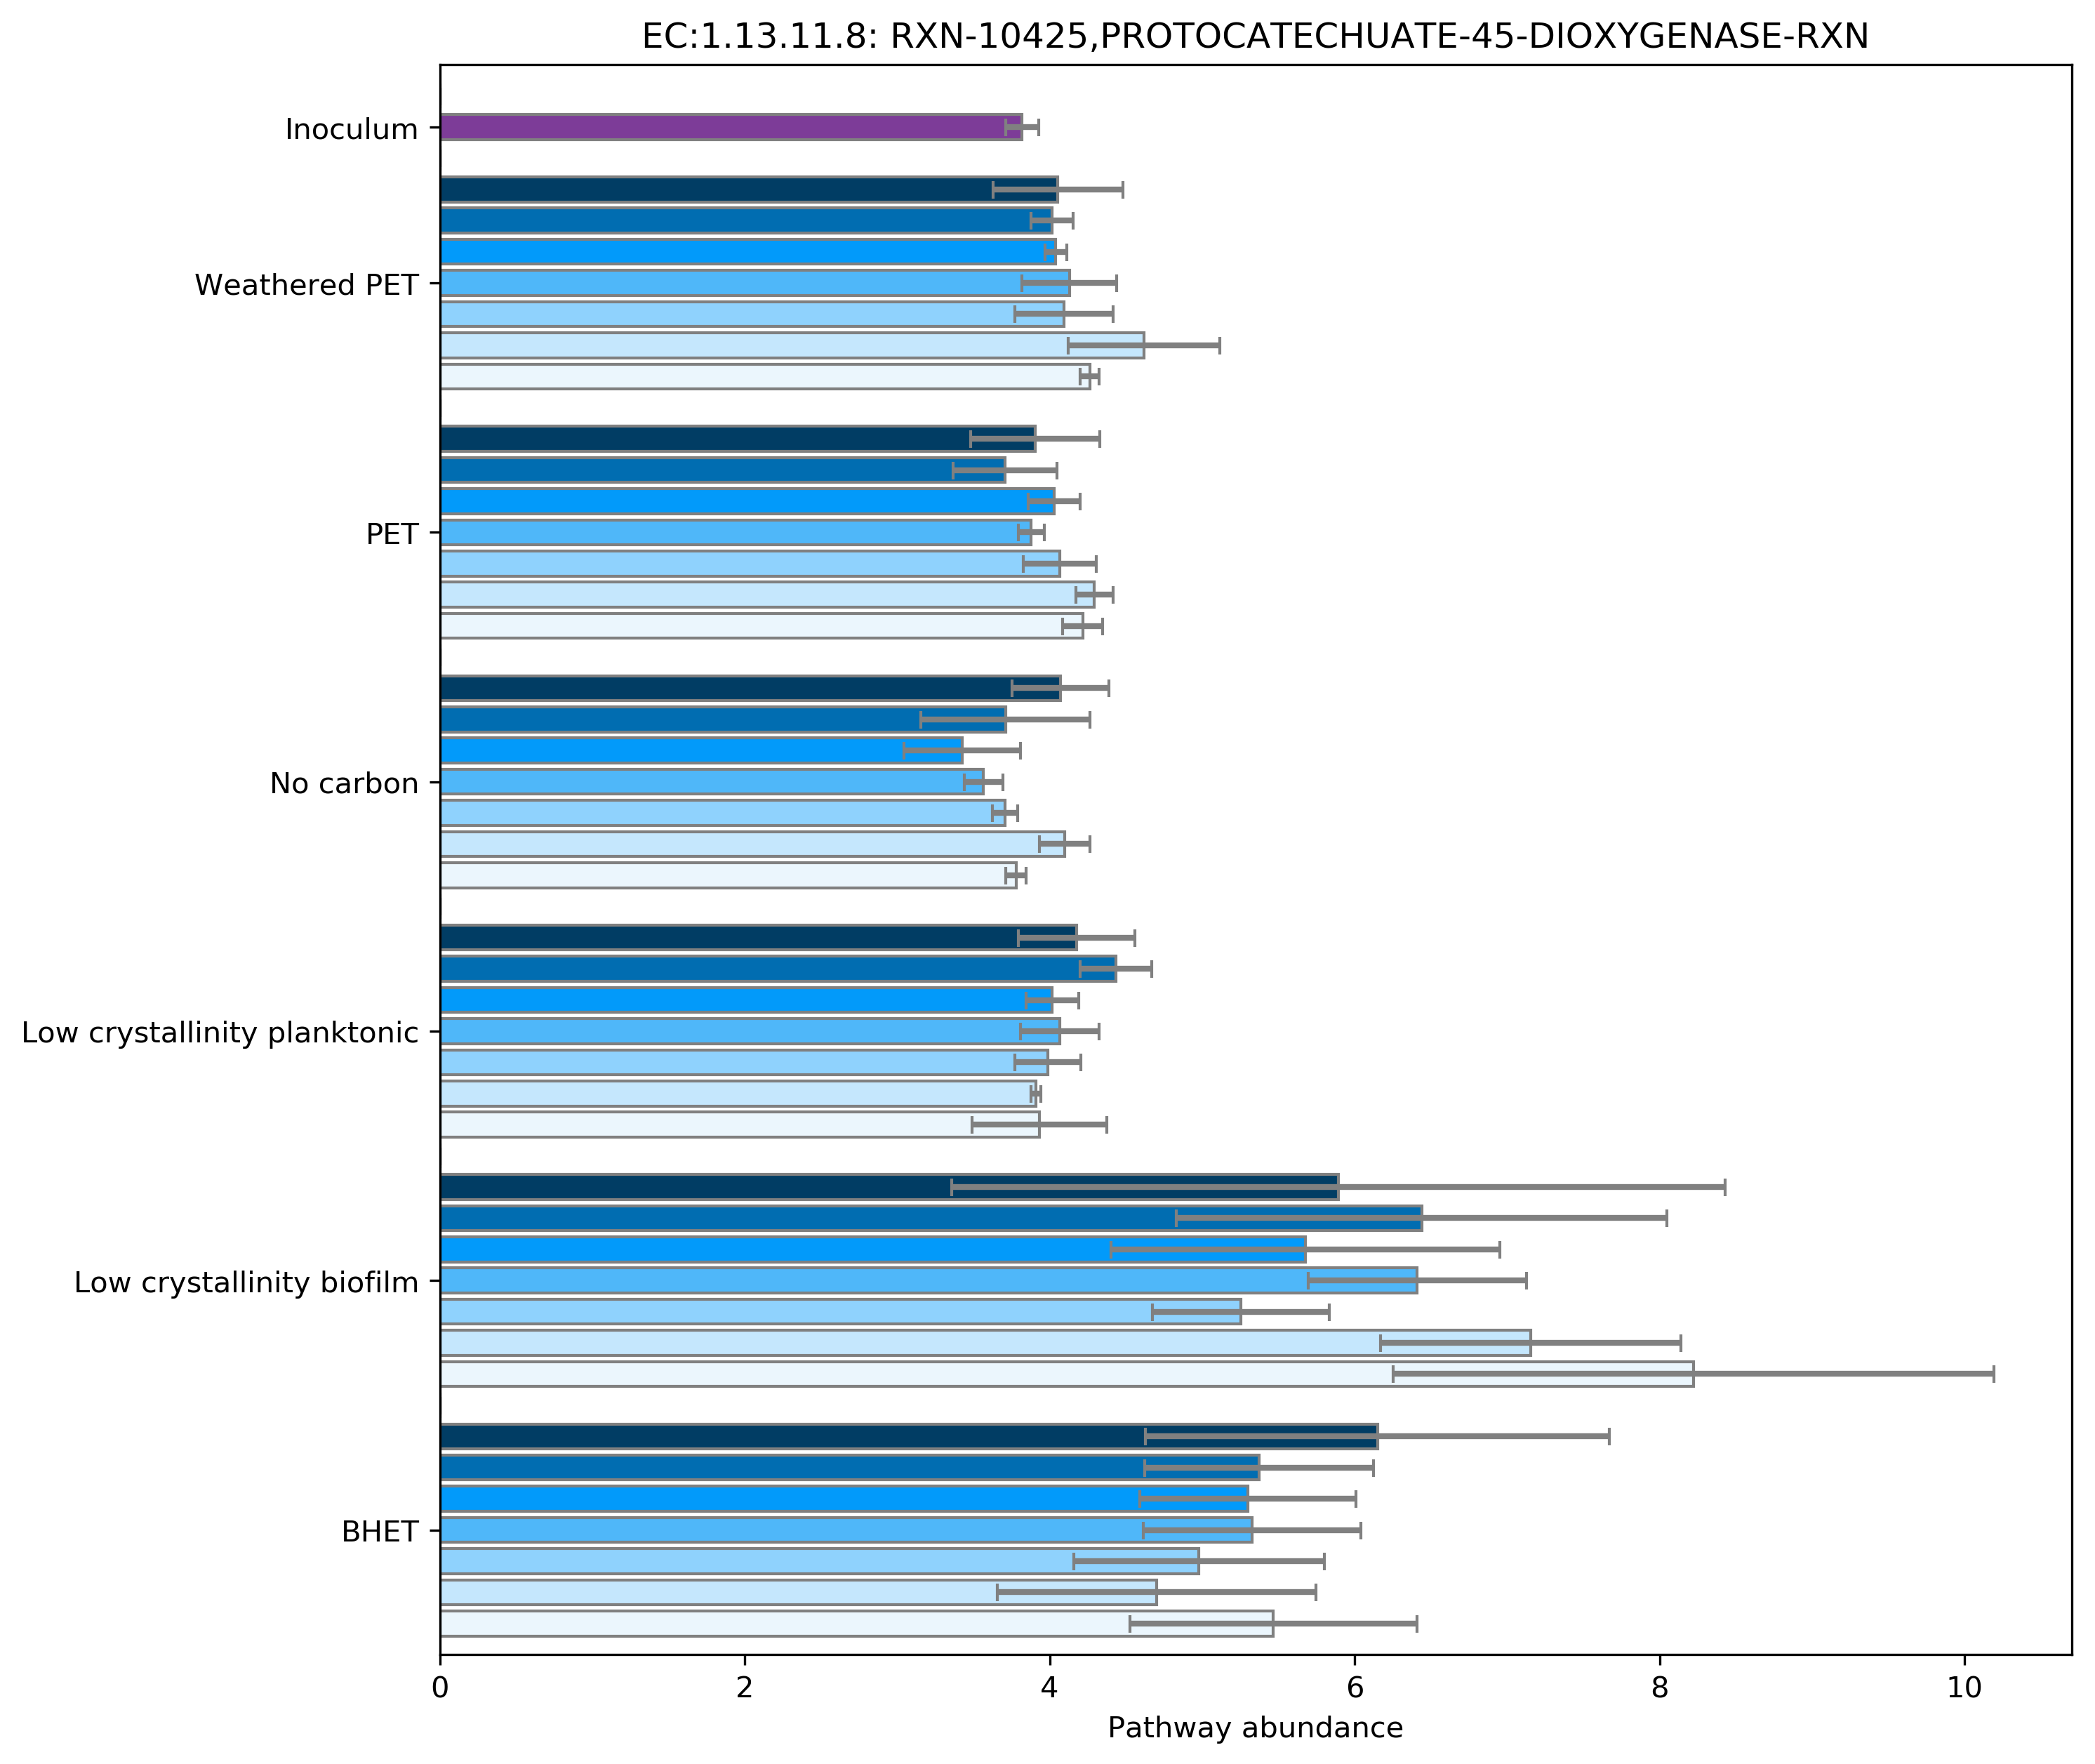 EC:1.13.11.8: RXN-10425,PROTOCATECHUATE-45-DIOXYGENASE-RXN
Inoculum
Weathered PET
PET
No carbon
Low crystallinity planktonic
Low crystallinity biofilm
BHET
0 2 4 6 8 10
Pathway abundance